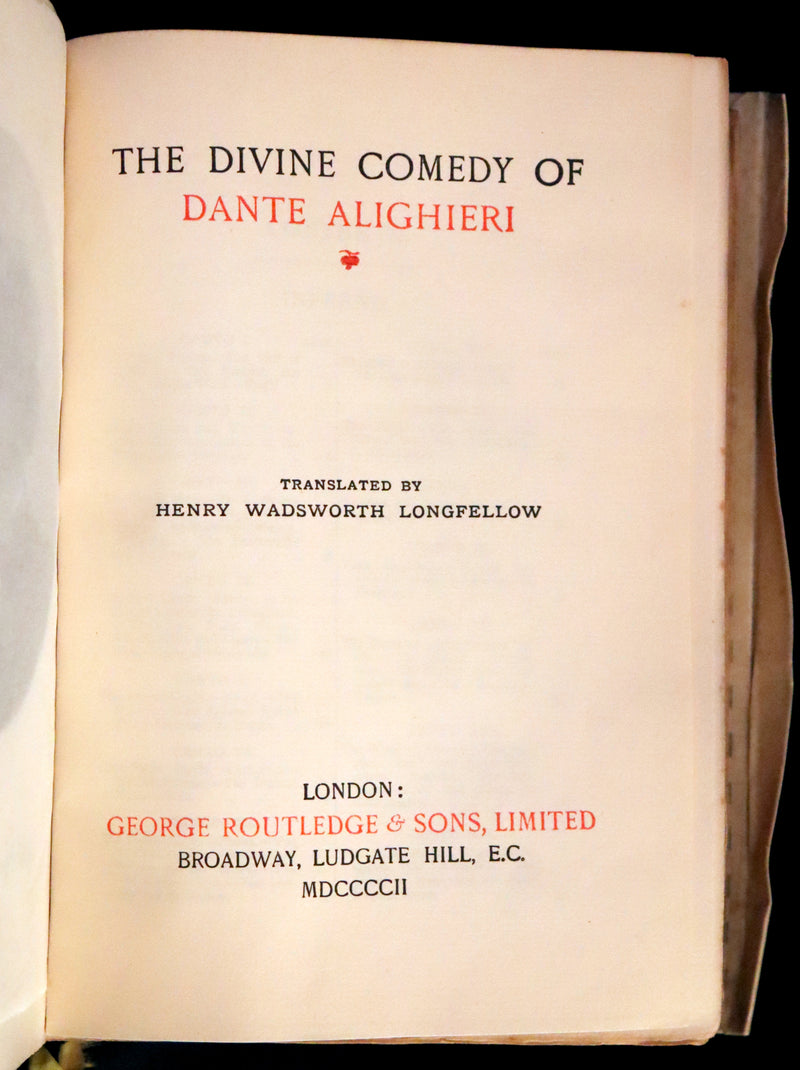 THE DIVINE COMEDY OF
DANTE ALIGHIERI
TRANSLATED BY
HENRY WADSWORTH LONGFELLOW
LONDON:
GEORGE ROUTLEDGE & SONS, LIMITED
BROADWAY, LUDGATE HILL, E.C.
MDCCCCII